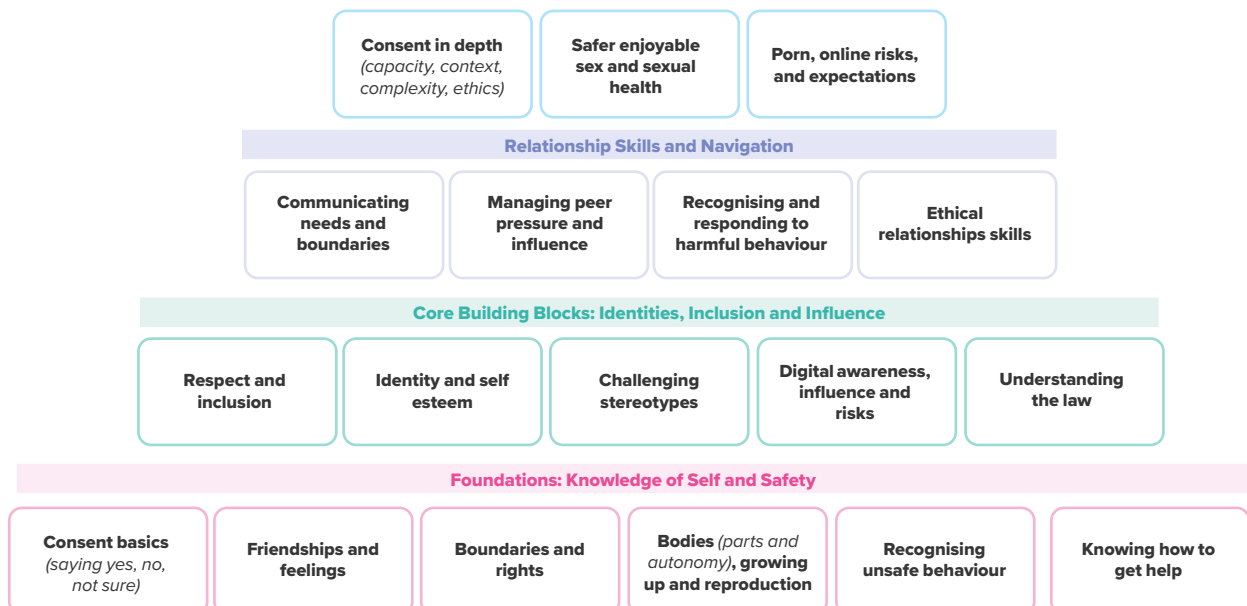 Consent in depth
(capacity, context,
complexity, ethics)
Safer enjoyable
sex and sexual
health
Porn, online risks,
and expectations
Relationship Skills and Navigation
Communicating
needs and
boundaries
Managing peer
pressure and
influence
Recognising and
responding to
harmful behaviour
Ethical
relationships skills
Core Building Blocks: Identities, Inclusion and Influence
Respect and
inclusion
Identity and self
esteem
Challenging
stereotypes
Digital awareness,
influence and
risks
Understanding
the law
Foundations: Knowledge of Self and Safety
Consent basics
(saying yes, no,
not sure)
Friendships and
feelings
Boundaries and
rights
Bodies (parts and
autonomy), growing
up and reproduction
Recognising
unsafe behaviour
Knowing how to
get help